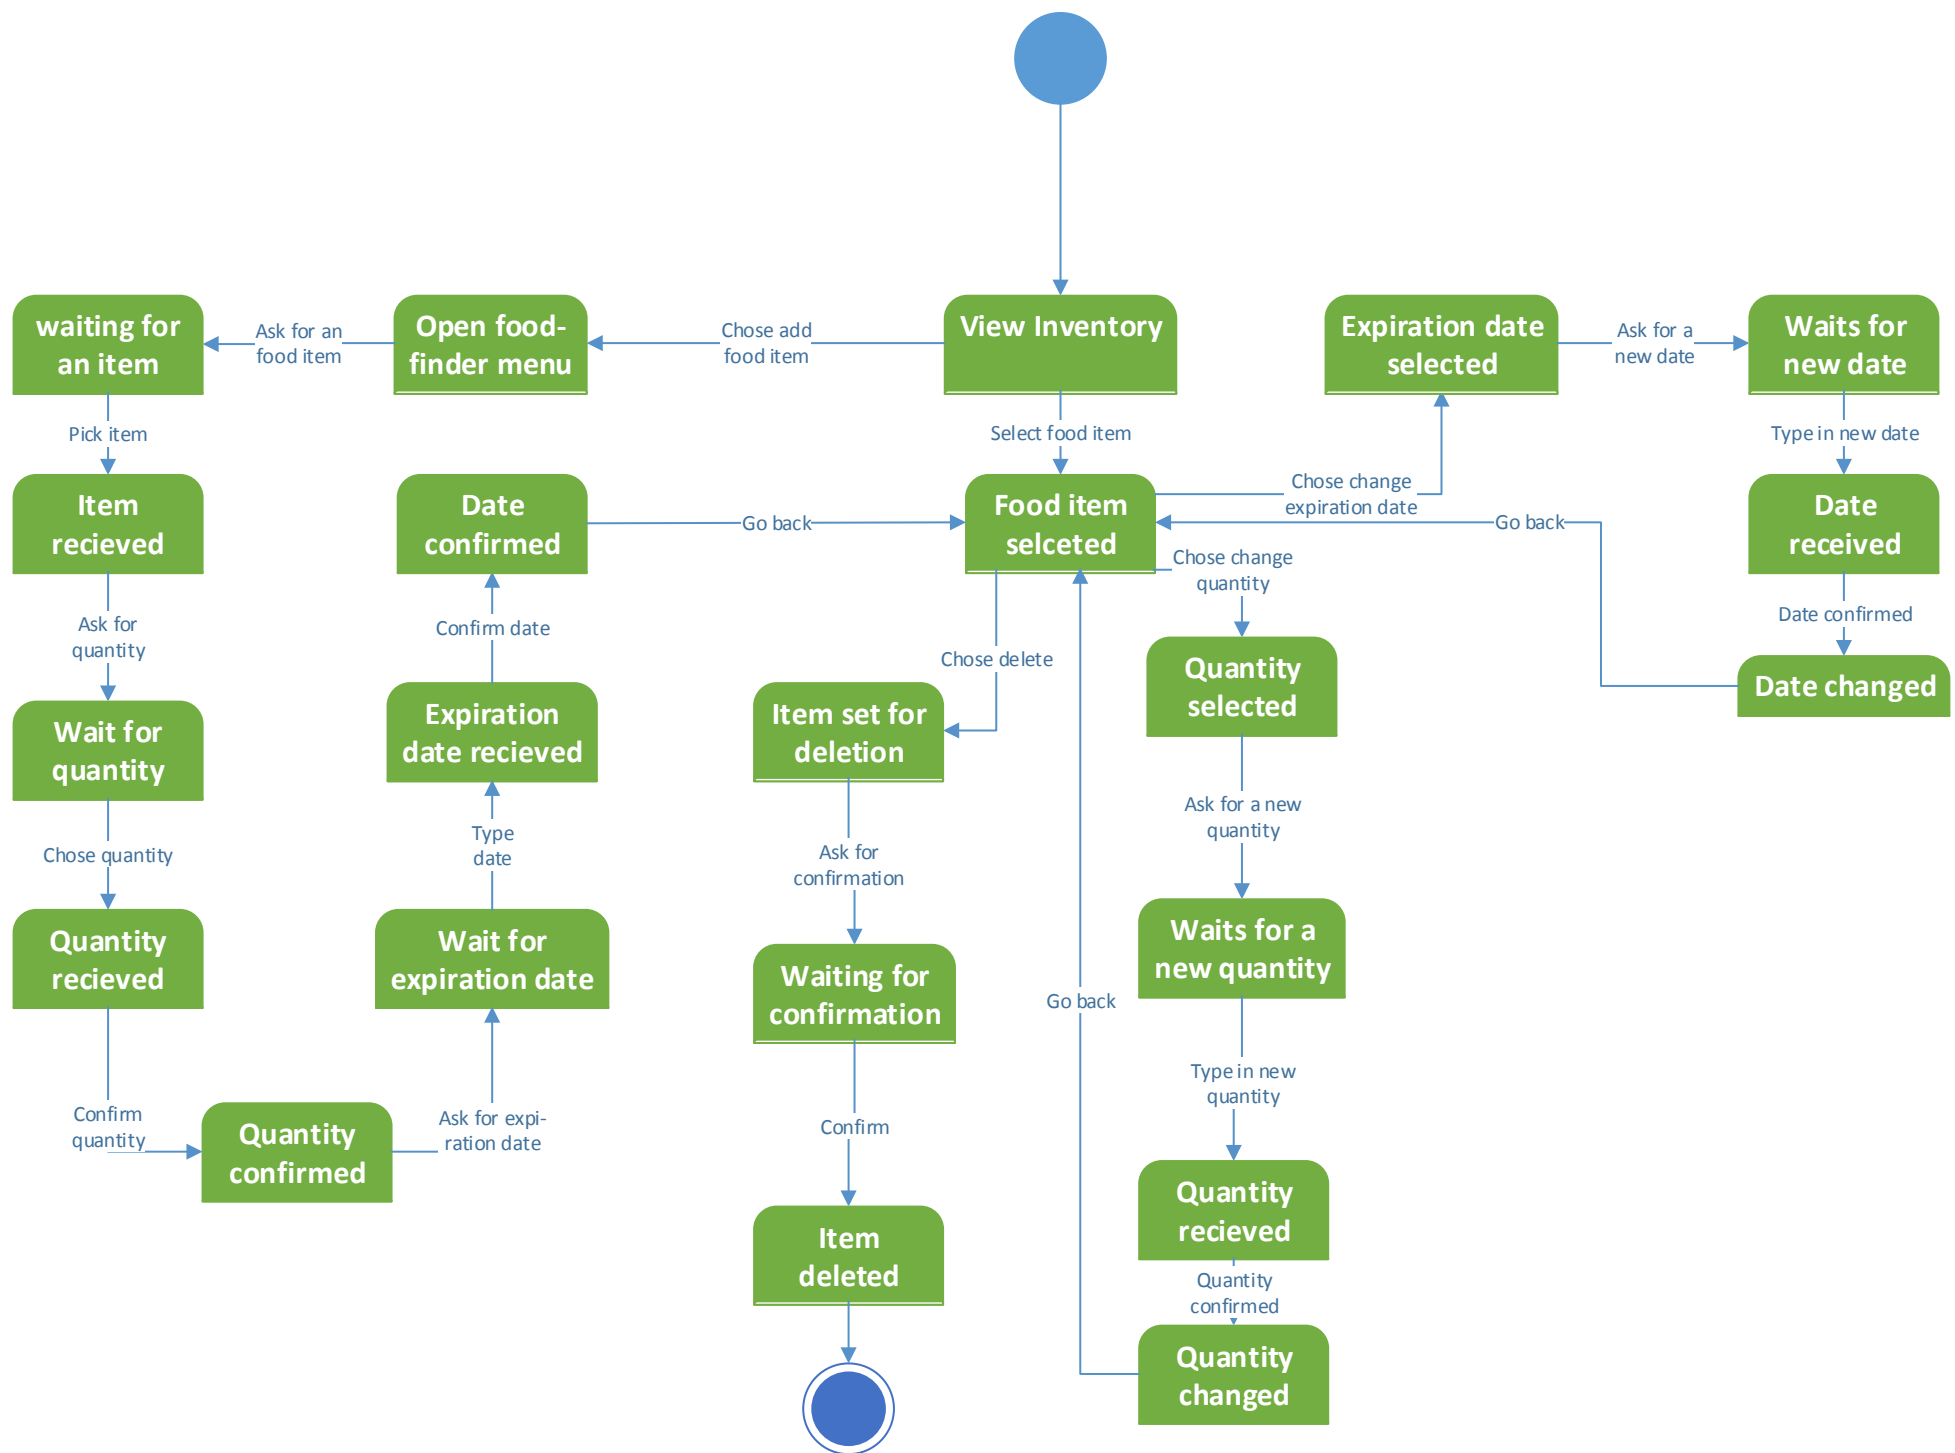 waiting for
an item
Ask for an
food item
Open food-
finder menu
Chose add
food item
View Inventory
Expiration date
selected
Ask for a
new date
Waits for
new date
Pick item
Select food item
Type in new date
Item
recieved
Date
confirmed
Go back
Food item
selceted
Chose change
expiration date
Go back
Date
received
Chose change
quantity
Ask for
quantity
Confirm date
Chose delete
Date confirmed
Quantity
selected
Date changed
Wait for
quantity
Expiration
date recieved
Item set for
deletion
Ask for a new
quantity
Chose quantity
Type
date
Ask for
confirmation
Quantity
recieved
Wait for
expiration date
Waiting for
confirmation
Go back
Waits for a
new quantity
Type in new
quantity
Confirm
quantity
Quantity
confirmed
Ask for expi-
ration date
Confirm
Quantity
recieved
Item
deleted
Quantity
confirmed
Quantity
changed